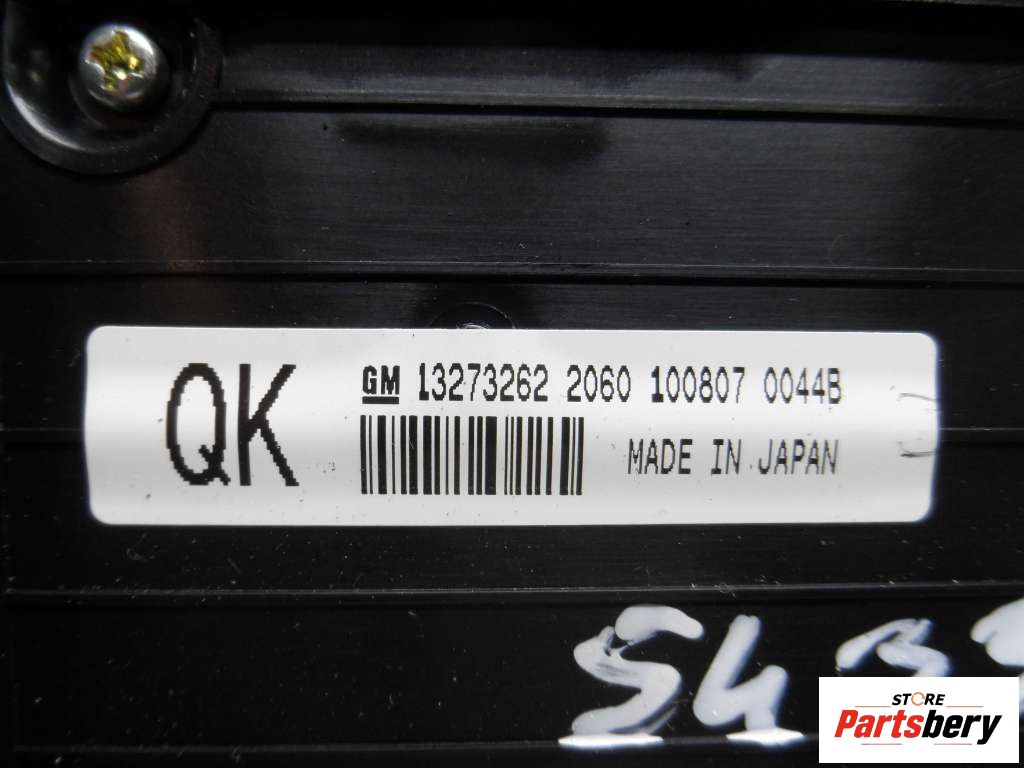 QK
GM 13273262 2060 100807 0044B
MADE IN JAPAN
STORE
Partsbery